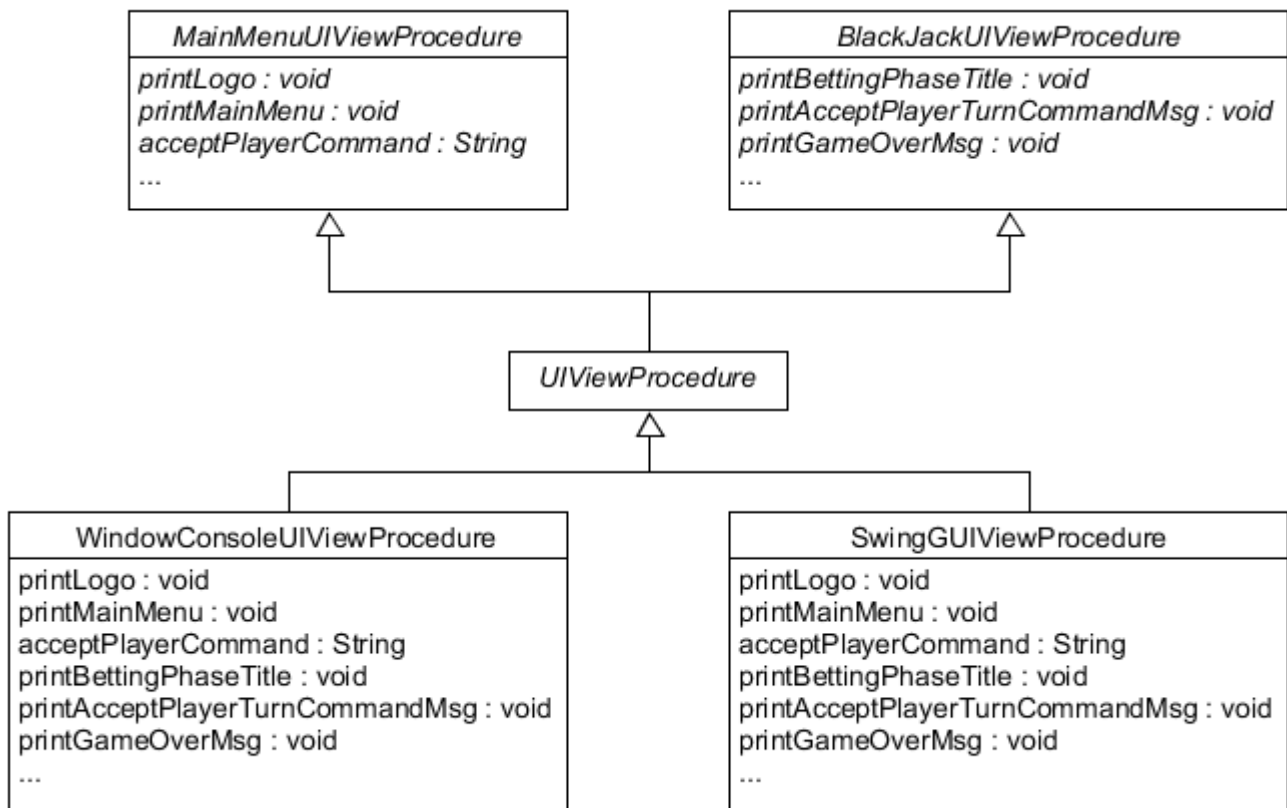 MainMenuUIViewProcedure
printLogo : void
printMainMenu : void
acceptPlayerCommand : String
...
BlackJackUIViewProcedure
printBettingPhaseTitle : void
printAcceptPlayerTurnCommandMsg : void
printGameOverMsg : void
...
UIViewProcedure
WindowConsoleUIViewProcedure
printLogo : void
printMainMenu : void
acceptPlayerCommand : String
printBettingPhaseTitle : void
printAcceptPlayerTurnCommandMsg : void
printGameOverMsg : void
...
SwingGUIViewProcedure
printLogo : void
printMainMenu : void
acceptPlayerCommand : String
printBettingPhaseTitle : void
printAcceptPlayerTurnCommandMsg : void
printGameOverMsg : void
...